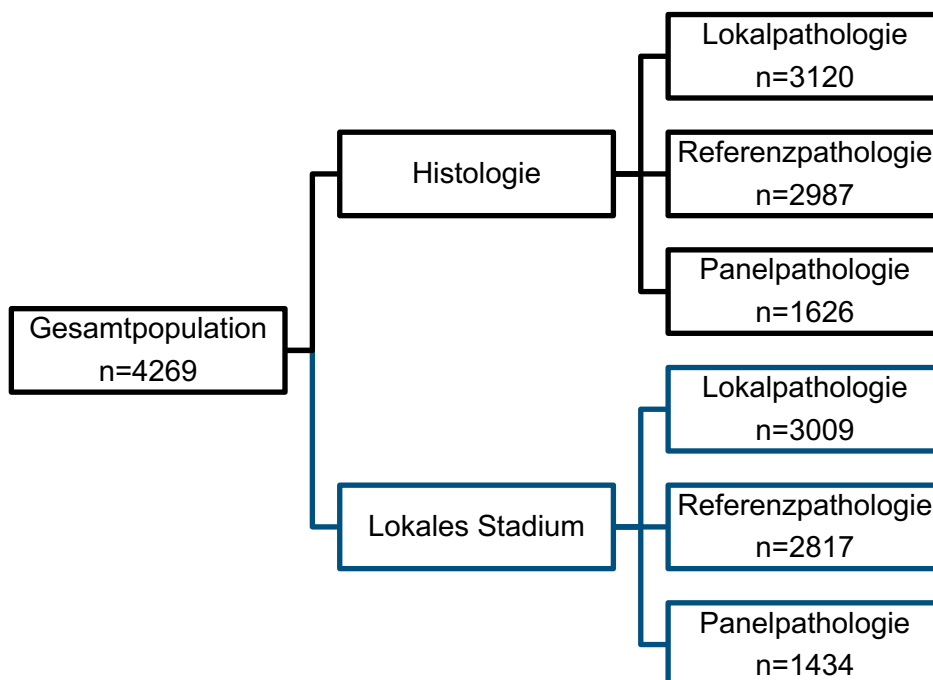 Gesamtpopulation
n=4269
Histologie
Lokalpathologie
n=3120
Referenzpathologie
n=2987
Panelpathologie
n=1626
Lokales Stadium
Lokalpathologie
n=3009
Referenzpathologie
n=2817
Panelpathologie
n=1434